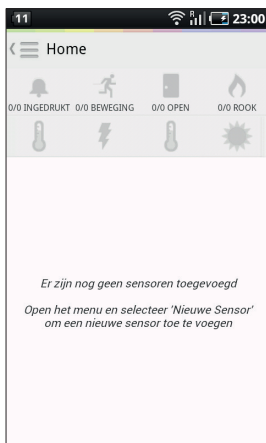 11 R 23:00
Home
0/0 INGEDRUKT 0/0 BEWEGING 0/0 OPEN 0/0 ROOK
Er zijn nog geen sensoren toegevoegd
Open het menu en selecteer 'Nieuwe Sensor'
om een nieuwe sensor toe te voegen